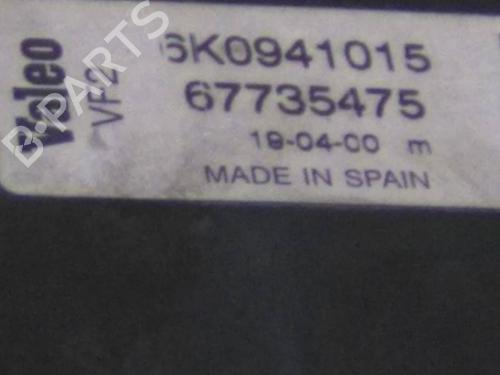 Valeo
VF2
6K0941015
67735475
19-04-00 m
MADE IN SPAIN
B-PARTS